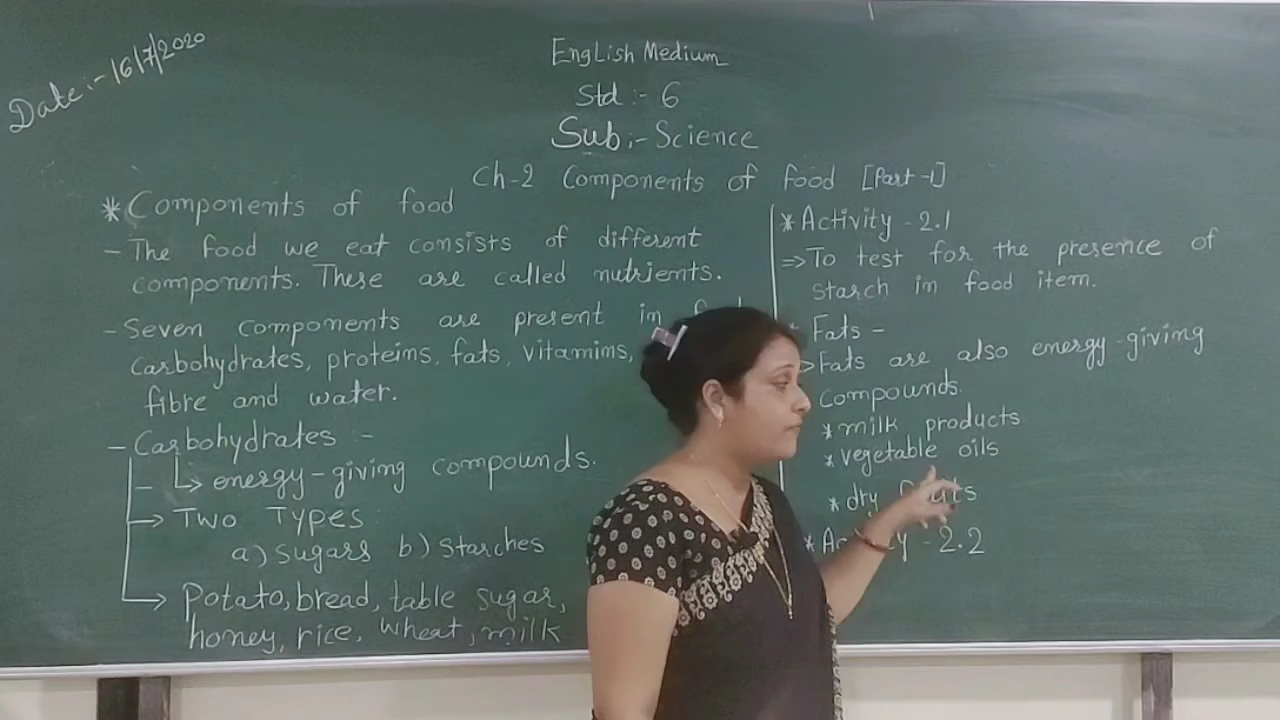 Date:- 16/7/2020
English Medium
Std :- 6
Sub:- Science
Ch-2 Components of food [Part-1]
* Components of food
- The food we eat consists of different
components. These are called nutrients.
- Seven components are present in
carbohydrates, proteins, fats, vitamins,
fibre and water.
- Carbohydrates :-
- ↳ energy-giving compounds.
→ Two Types
a) sugars b) starches
→ Potato, bread, table sugar,
honey, rice, wheat, milk
* Activity - 2.1
⇒ To test for the presence of
starch in food item.
Fats -
⇒ Fats are also energy-giving
compounds.
* milk products
* vegetable oils
* dry
* - 2.2